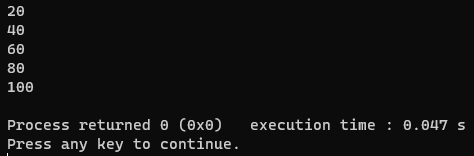 20
40
60
80
100
Process returned 0 (0x0)   execution time : 0.047 s
Press any key to continue.